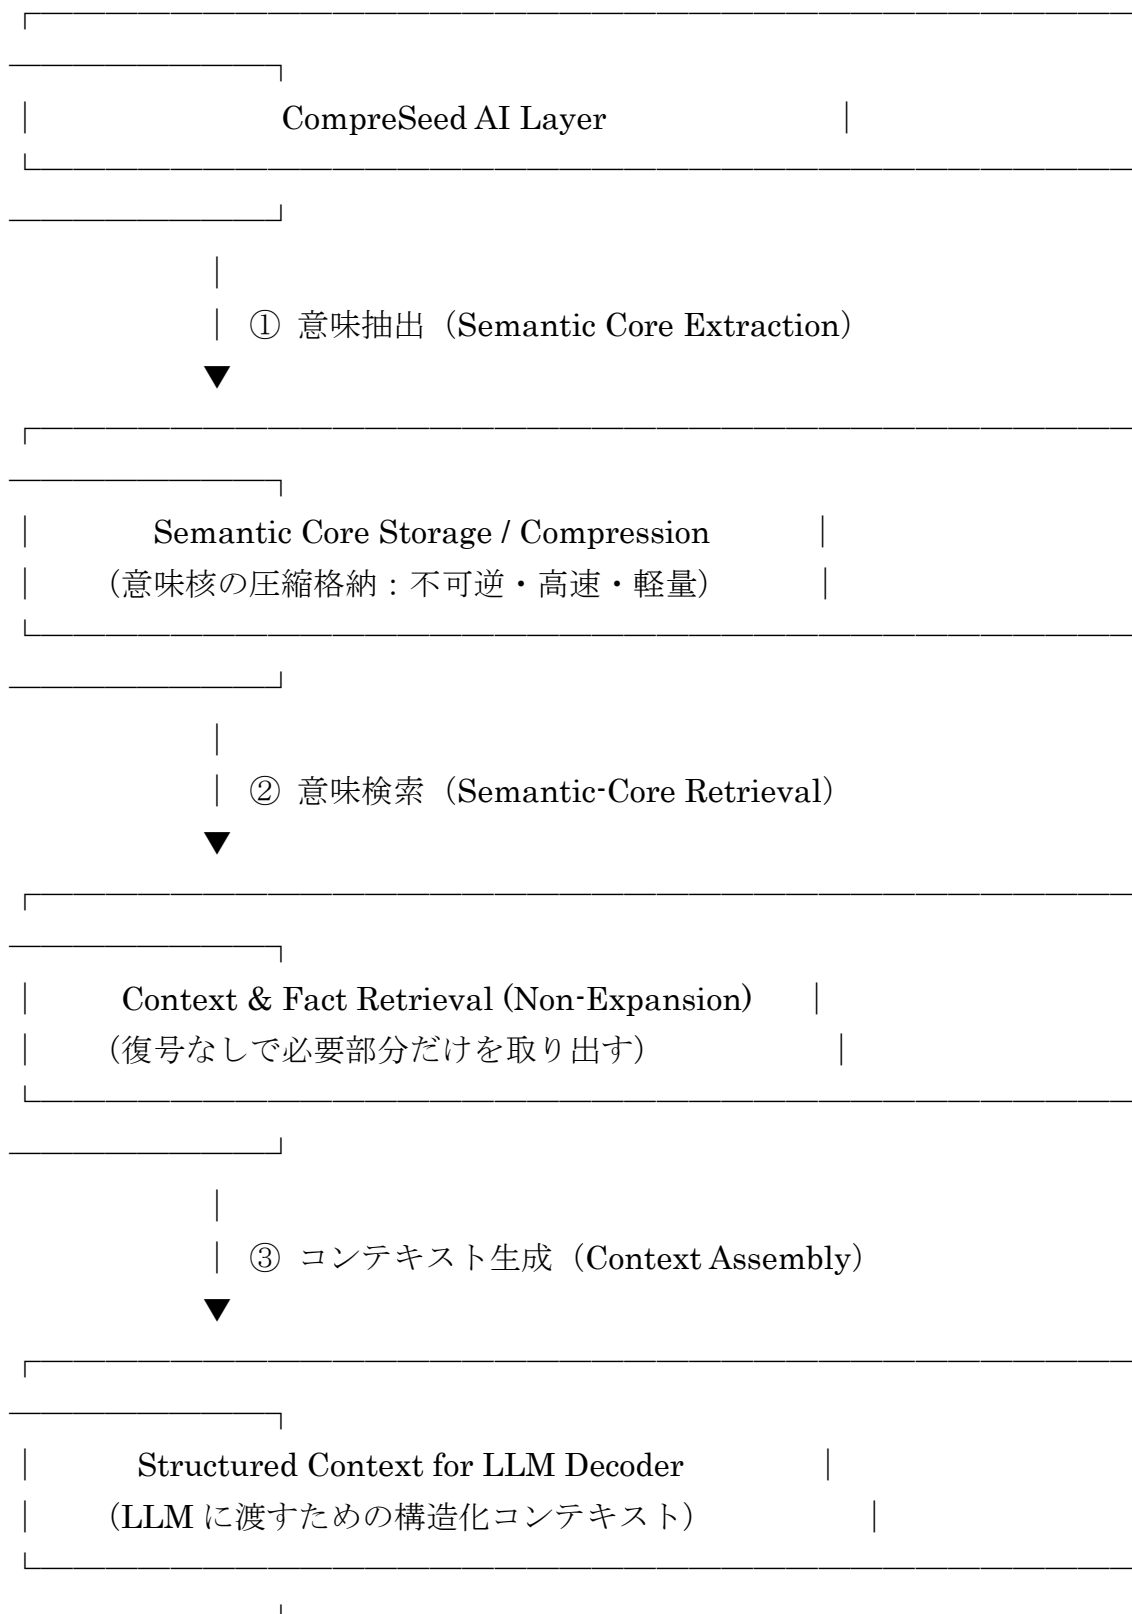 CompreSeed AI Layer
① 意味抽出（Semantic Core Extraction）
▼
Semantic Core Storage / Compression
（意味核の圧縮格納：不可逆・高速・軽量）
② 意味検索（Semantic-Core Retrieval）
▼
Context & Fact Retrieval (Non-Expansion)
（復号なしで必要部分だけを取り出す）
③ コンテキスト生成（Context Assembly）
▼
Structured Context for LLM Decoder
（LLM に渡すための構造化コンテキスト）